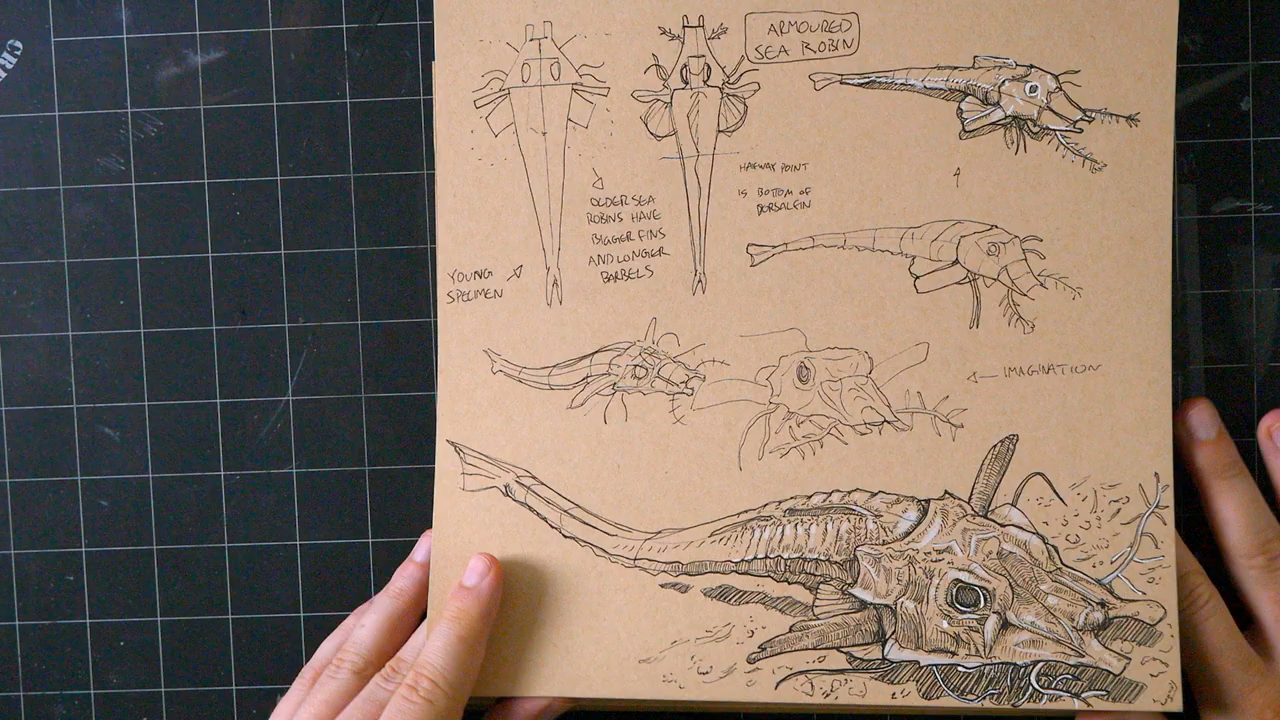 ARMOURED
SEA ROBIN
OLDER SEA
ROBINS HAVE
BIGGER FINS
AND LONGER
BARBELS
HALFWAY POINT
IS BOTTOM OF
DORSALFIN
YOUNG
SPECIMEN
IMAGINATION